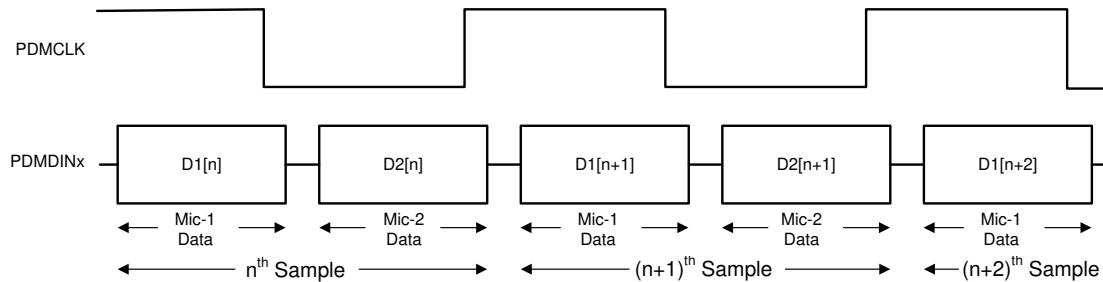 PDMCLK
PDMDINx
D1[n]
D2[n]
D1[n+1]
D2[n+1]
D1[n+2]
Mic-1
Data
Mic-2
Data
Mic-1
Data
Mic-2
Data
Mic-1
Data
nth Sample
(n+1)th Sample
(n+2)th Sample